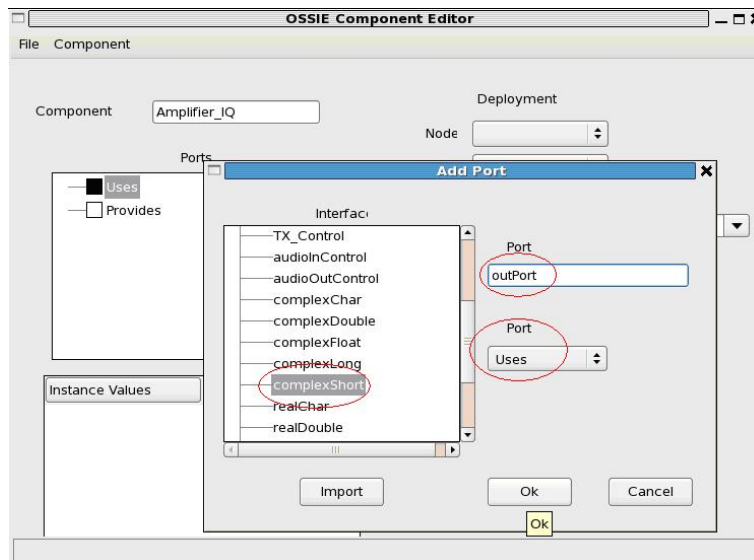 OSSIE Component Editor
File Component
Component
Amplifier_IQ
Deployment
Node
Ports
Uses
Provides
Instance Values
Add Port
Interfac
TX_Control
audioInControl
audioOutControl
complexChar
complexDouble
complexFloat
complexLong
complexShort
realChar
realDouble
Port
outPort
Port
Uses
Import
Ok
Cancel
Ok